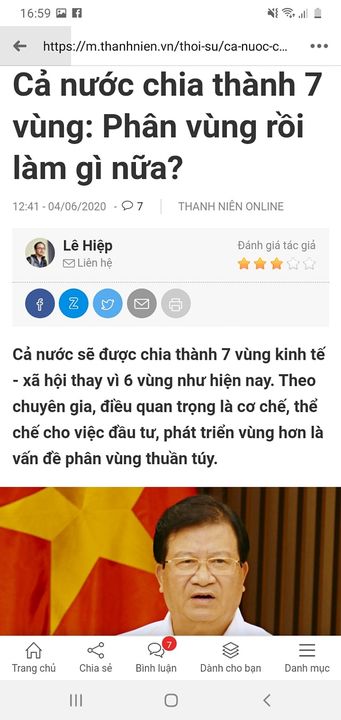 16:59
https://m.thanhnien.vn/thoi-su/ca-nuoc-c...
Cả nước chia thành 7
vùng: Phân vùng rồi
làm gì nữa?
12:41 - 04/06/2020 - 7 THANH NIÊN ONLINE
Lê Hiệp Đánh giá tác giả
Liên hệ
Cả nước sẽ được chia thành 7 vùng kinh tế
- xã hội thay vì 6 vùng như hiện nay. Theo
chuyên gia, điều quan trọng là cơ chế, thể
chế cho việc đầu tư, phát triển vùng hơn là
vấn đề phân vùng thuần túy.
7
Trang chủ Chia sẻ Bình luận Dành cho bạn Danh mục